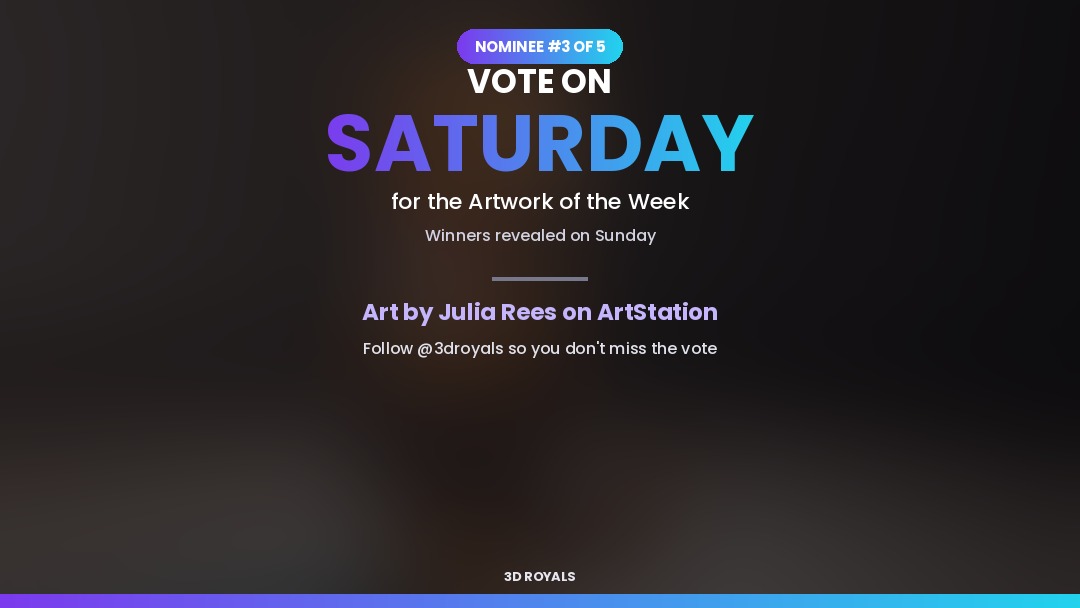 NOMINEE #3 OF 5
VOTE ON
SATURDAY
for the Artwork of the Week
Winners revealed on Sunday
Art by Julia Rees on ArtStation
Follow @3droyals so you don't miss the vote
3D ROYALS